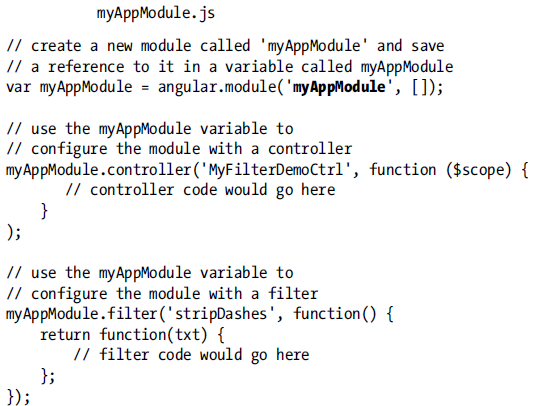 myAppModule.js
// create a new module called 'myAppModule' and save
// a reference to it in a variable called myAppModule
var myAppModule = angular.module('myAppModule', []);
// use the myAppModule variable to
// configure the module with a controller
myAppModule.controller('MyFilterDemoCtrl', function ($scope) {
// controller code would go here
}
);
// use the myAppModule variable to
// configure the module with a filter
myAppModule.filter('stripDashes', function() {
return function(txt) {
// filter code would go here
};
});